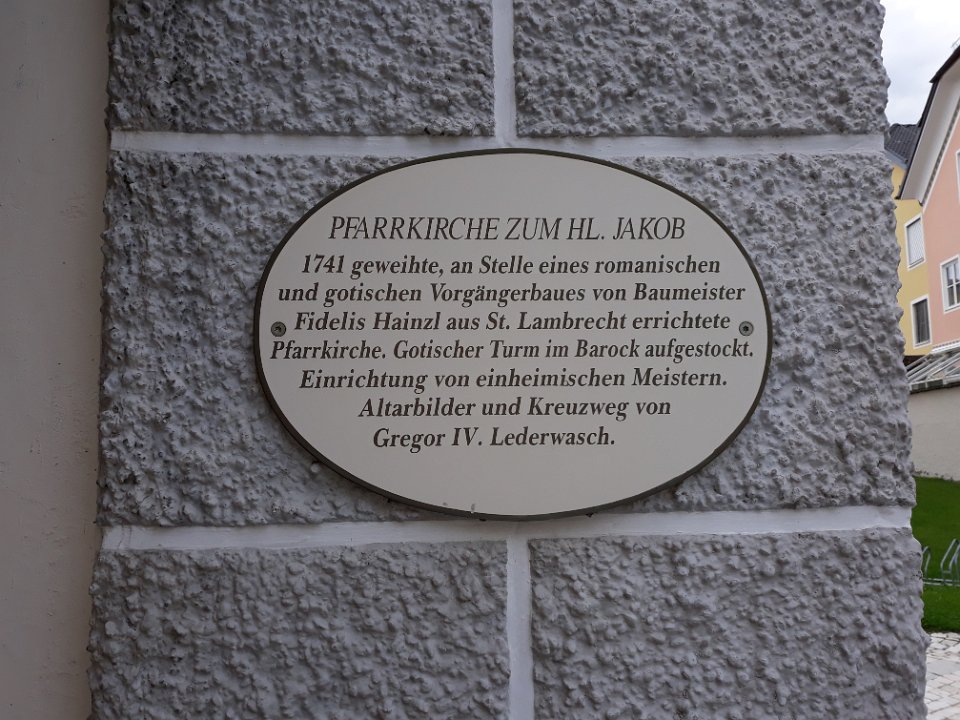 PFARRKIRCHE ZUM HL. JAKOB
1741 geweihte, an Stelle eines romanischen
und gotischen Vorgängerbaues von Baumeister
Fidelis Hainzl aus St. Lambrecht errichtete
Pfarrkirche. Gotischer Turm im Barock aufgestockt.
Einrichtung von einheimischen Meistern.
Altarbilder und Kreuzweg von
Gregor IV. Lederwasch.